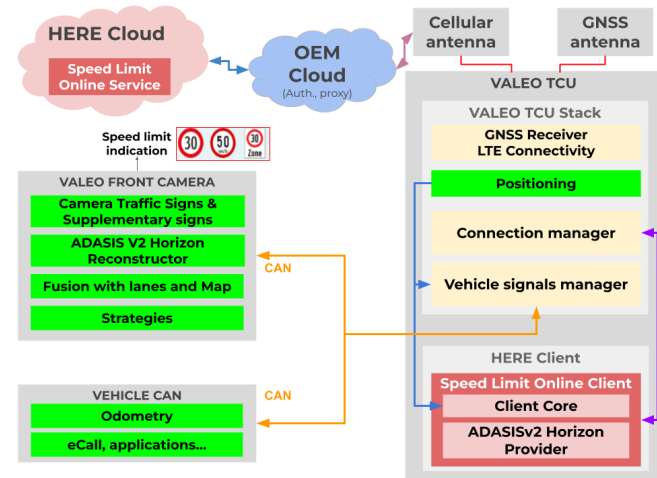 HERE Cloud
Speed Limit
Online Service
OEM
Cloud
(Auth., proxy)
Cellular
antenna
GNSS
antenna
Speed limit
indication
30
50
km/h
30
Zone
VALEO FRONT CAMERA
Camera Traffic Signs &
Supplementary signs
ADASIS V2 Horizon
Reconstructor
Fusion with lanes and Map
Strategies
CAN
VEHICLE CAN
CAN
Odometry
eCall, applications...
VALEO TCU
VALEO TCU Stack
GNSS Receiver
LTE Connectivity
Positioning
Connection manager
Vehicle signals manager
HERE Client
Speed Limit Online Client
Client Core
ADASISv2 Horizon
Provider